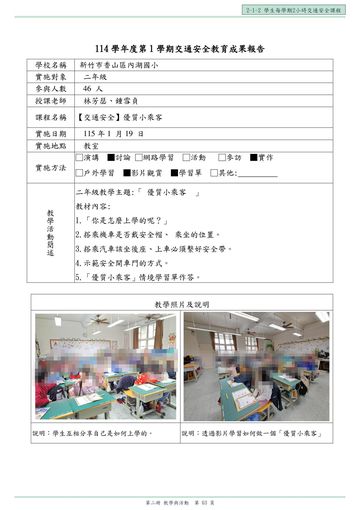 2-1-2 學生每學期2小時交通安全課程
114 學年度第 1 學期交通安全教育成果報告
學校名稱 新竹市香山區內湖國小
實施對象 二年級
參與人數 46 人
授課老師 林芳瑟、鍾雪貞
課程名稱 【交通安全】優質小乘客
實施日期 115 年 1 月 19 日
實施地點 教室
實施方法 □演講 ■討論 □網路學習 □活動 □參訪 ■實作
□戶外學習 ■影片觀賞 ■學習單 □其他:
教學活動簡述
二年級教學主題:「 優質小乘客 」
教材內容:
1.「你是怎麼上學的呢?」
2.搭乘機車是否戴安全帽、 乘坐的位置。
3.搭乘汽車該坐後座、上車必須繫好安全帶。
4.示範安全開車門的方式。
5.「優質小乘客」情境學習單作答。
教學照片及說明
說明:學生互相分享自己是如何上學的。
說明:透過影片學習如何做一個「優質小乘客」
第二冊 教學與活動 第 63 頁